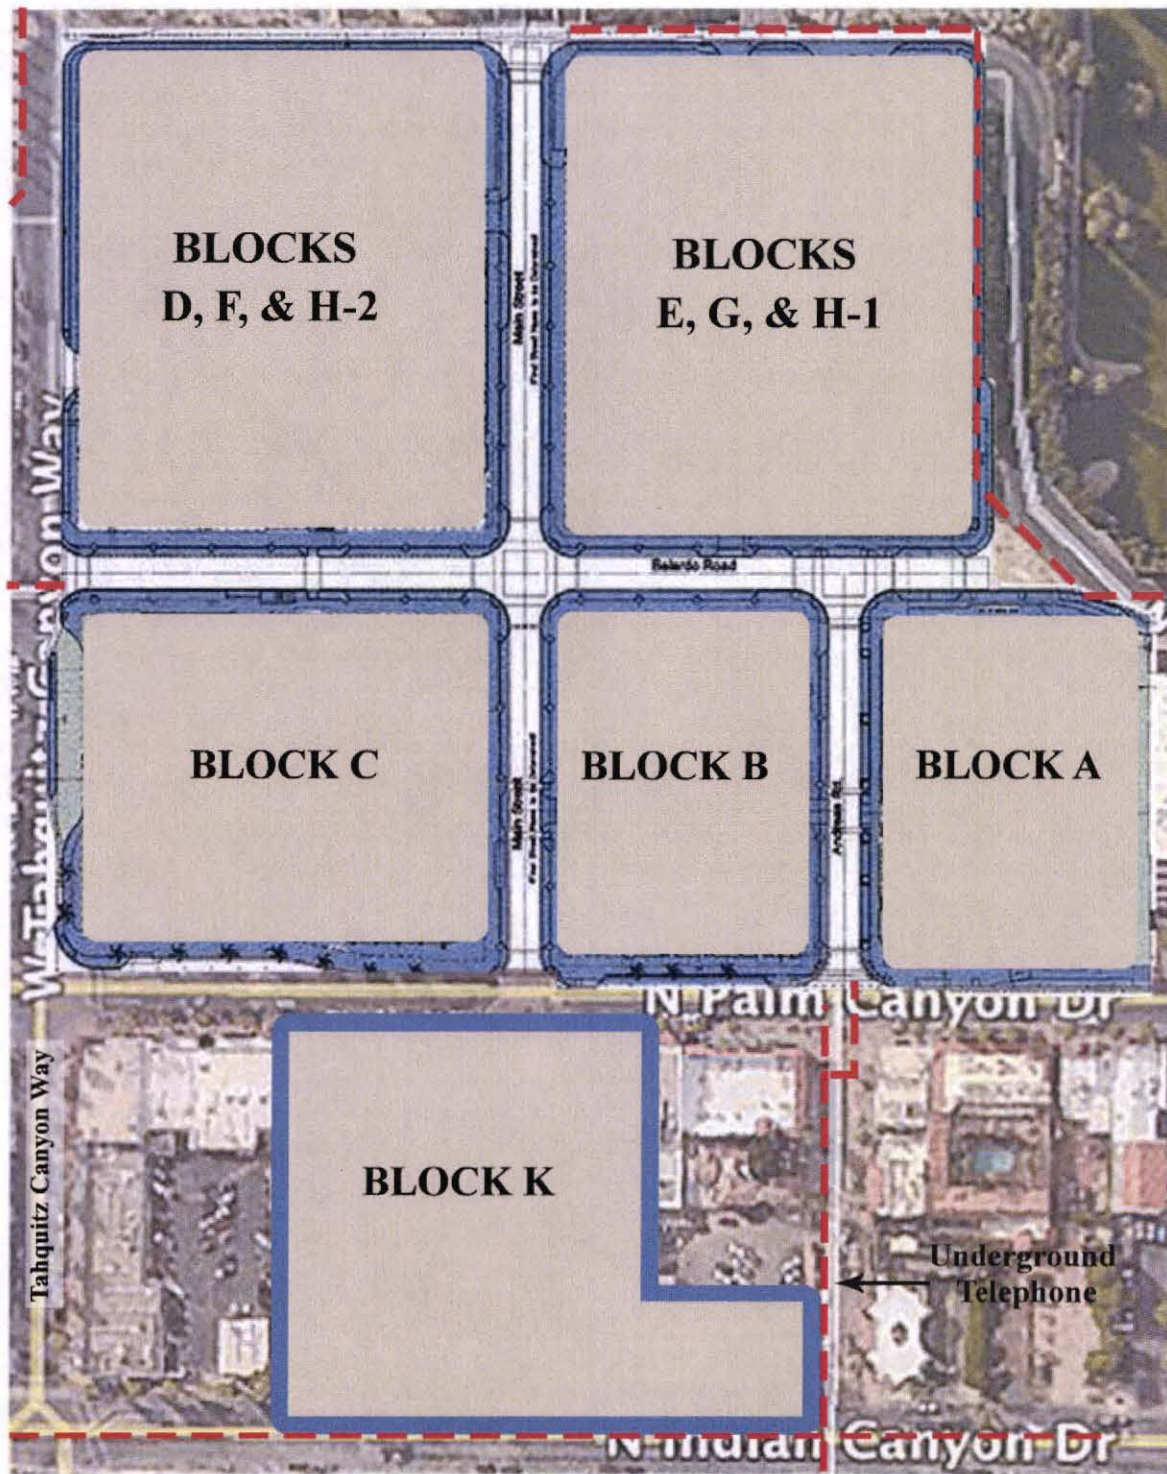 BLOCKS
D, F, & H-2
BLOCKS
E, G, & H-1
Main Street
Belardo Road
W Tahquitz Canyon Way
BLOCK C
BLOCK B
BLOCK A
Main Street
Andreas Rd.
N Palm Canyon Dr
Tahquitz Canyon Way
BLOCK K
Underground
Telephone
N Indian Canyon Dr